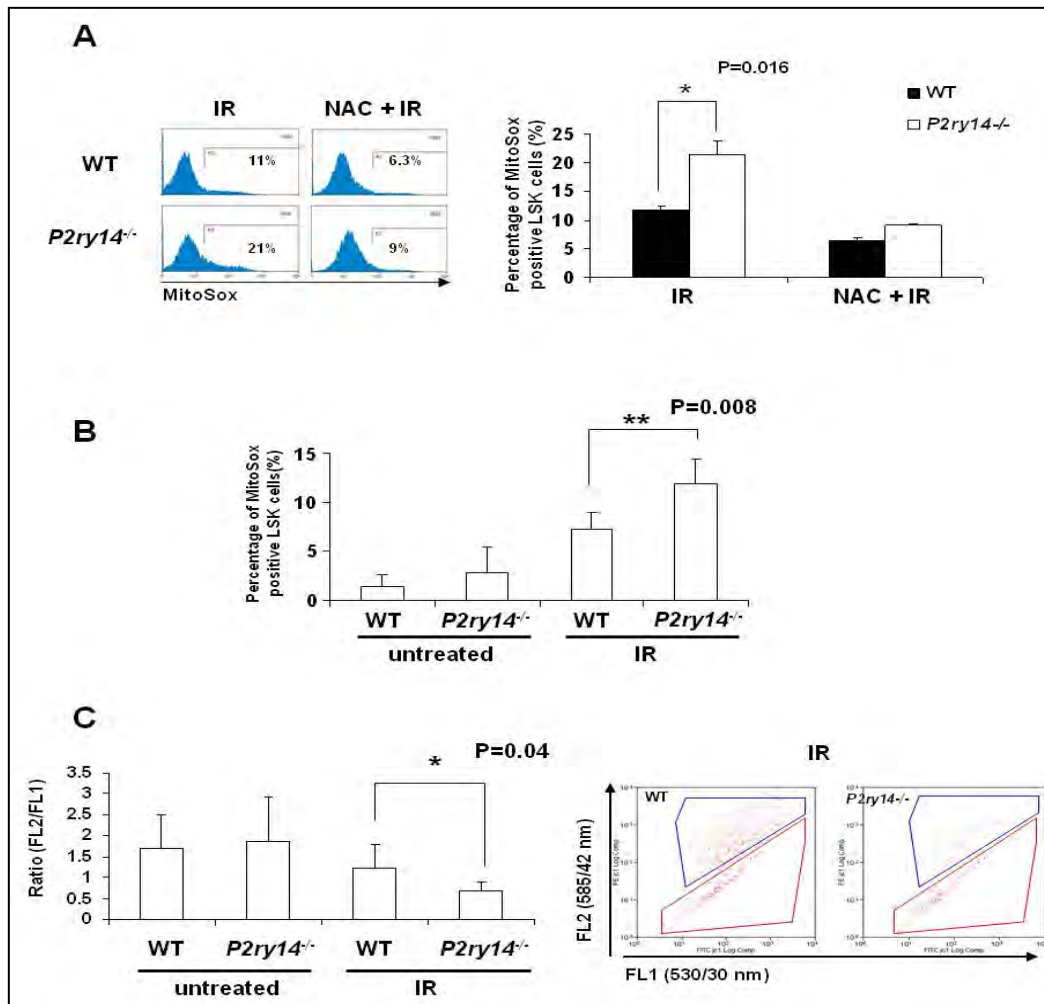 A
P=0.016
IR
NAC + IR
*
WT
P2ry14-/-
WT
11%
6.3%
P2ry14-/-
21%
9%
MitoSox
Percentage of MitoSox
positive LSK cells (%)
25
20
15
10
5
0
IR
NAC + IR
B
P=0.008
**
Percentage of MitoSox
positive LSK cells(%)
15
10
5
0
WT
P2ry14-/-
WT
P2ry14-/-
untreated
IR
C
P=0.04
*
Ratio (FL2/FL1)
3.5
3
2.5
2
1.5
1
0.5
0
WT
P2ry14-/-
WT
P2ry14-/-
untreated
IR
IR
WT
P2ry14-/-
FL2 (585/42 nm)
FL1 (530/30 nm)